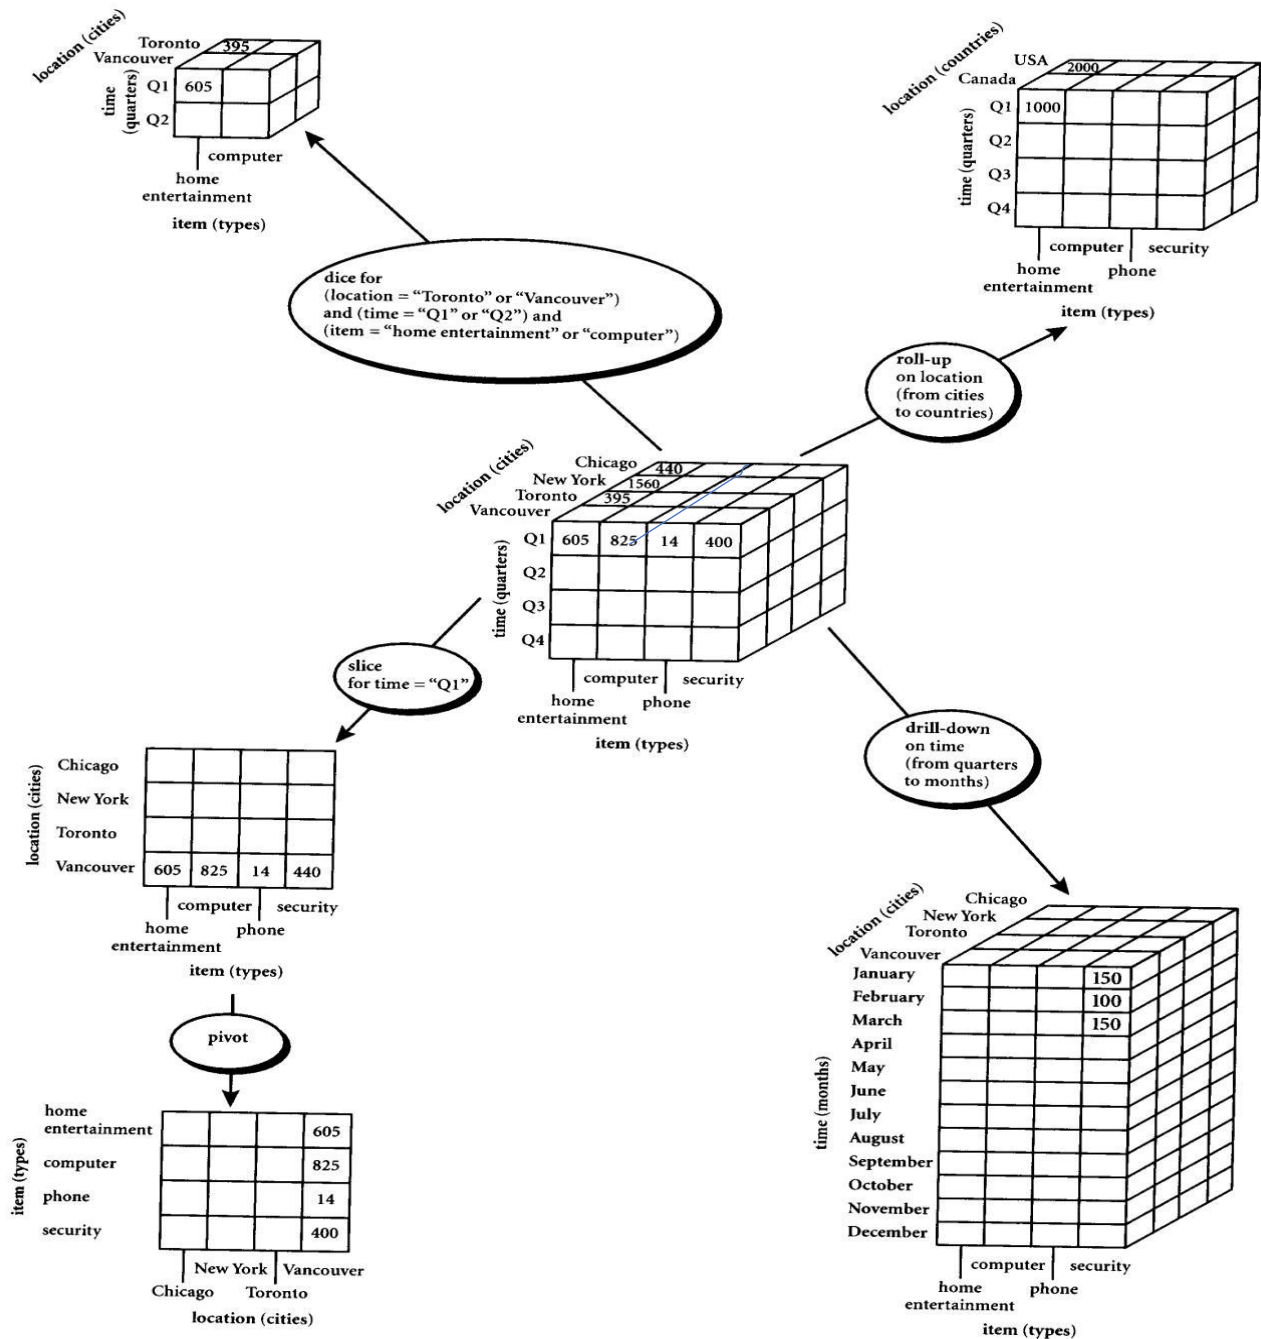 location (cities)
Toronto
395
Vancouver
time
(quarters)
Q1
605
Q2
computer
home
entertainment
item (types)
location (countries)
USA
2000
Canada
time (quarters)
Q1
1000
Q2
Q3
Q4
computer
security
home
entertainment
phone
item (types)
dice for
(location = “Toronto” or “Vancouver”)
and (time = “Q1” or “Q2”) and
(item = “home entertainment” or “computer”)
roll-up
on location
(from cities
to countries)
location (cities)
Chicago
440
New York
1560
Toronto
395
Vancouver
time (quarters)
Q1
605 825 14 400
Q2
Q3
Q4
computer
security
home
entertainment
phone
item (types)
slice
for time = “Q1”
drill-down
on time
(from quarters
to months)
location (cities)
Chicago
New York
Toronto
Vancouver 605 825 14 440
computer
security
home
entertainment
phone
item (types)
pivot
item (types)
home
entertainment 605
computer 825
phone 14
security 400
New York Vancouver
Chicago Toronto
location (cities)
location (cities)
Chicago
New York
Toronto
Vancouver
time (months)
January 150
February 100
March 150
April
May
June
July
August
September
October
November
December
computer
security
home
entertainment
phone
item (types)